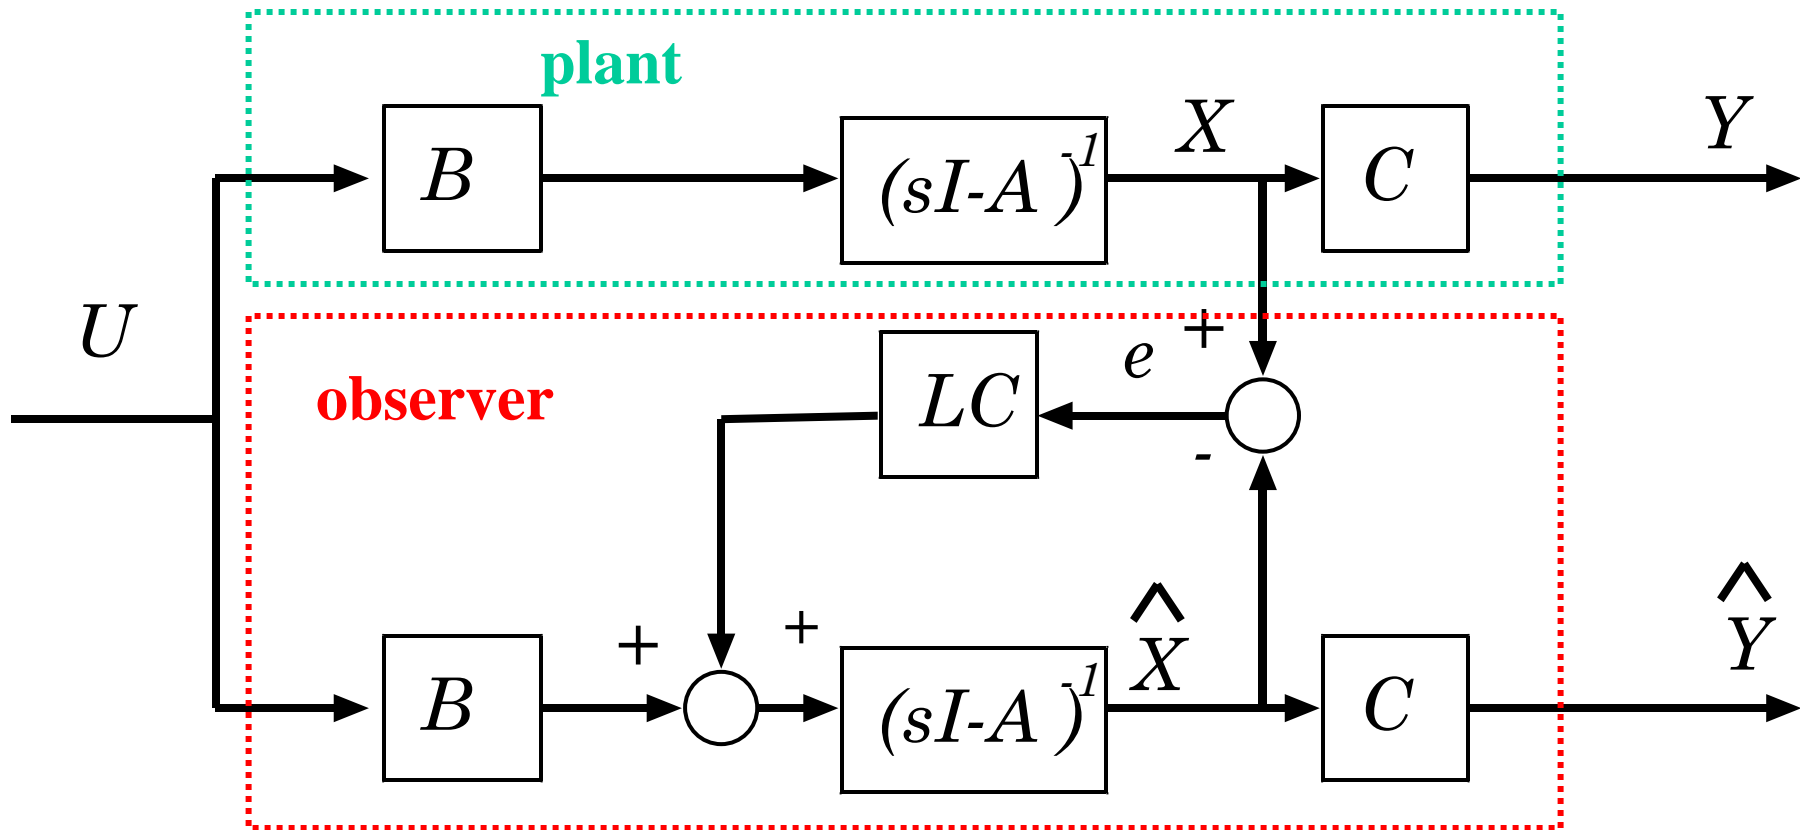 plant
B
(sI-A)⁻¹
X
C
Y
U
observer
LC
e
+
-
B
+
+
(sI-A)⁻¹
X̂
C
Ŷ